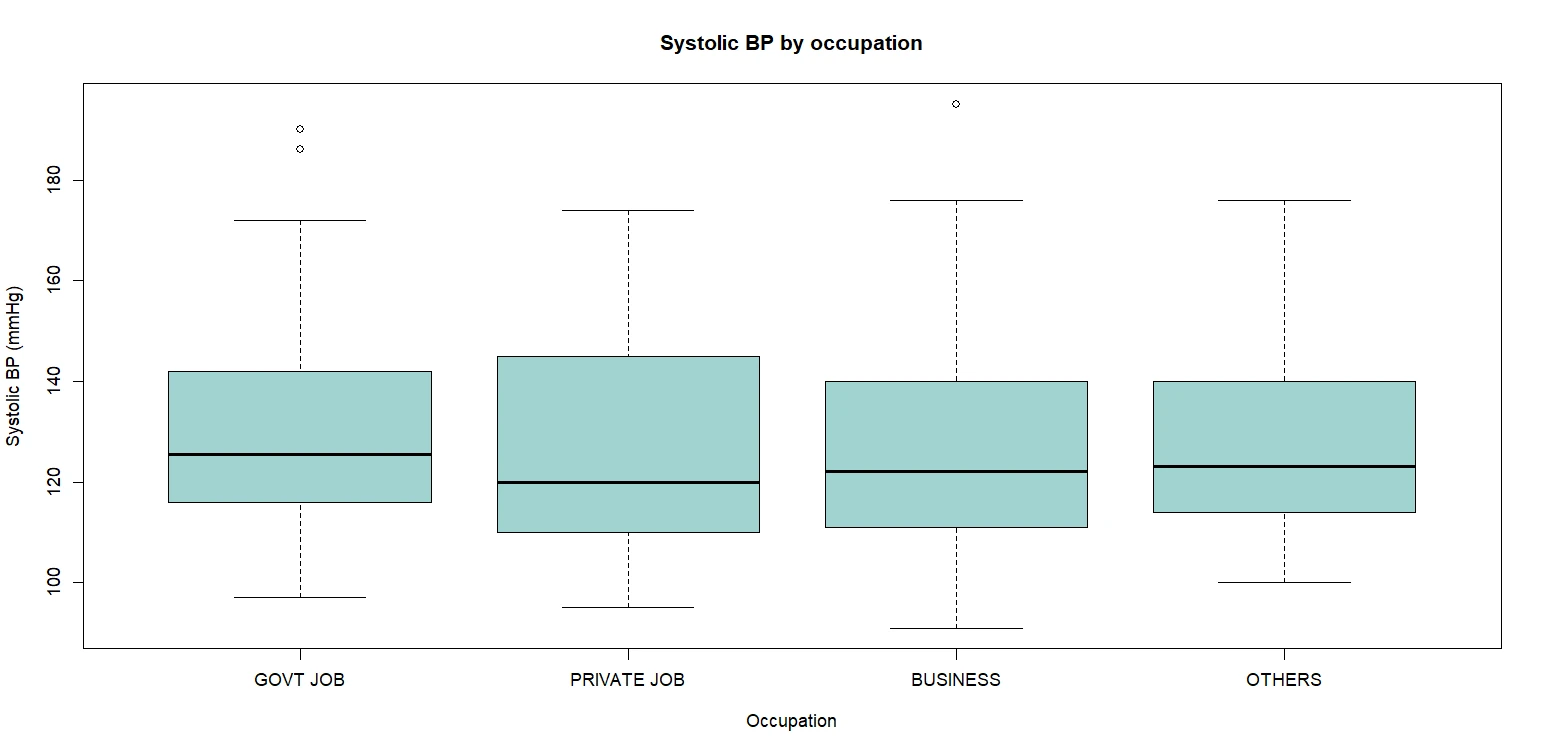 Systolic BP by occupation
Systolic BP (mmHg)
180
160
140
120
100
GOVT JOB
PRIVATE JOB
BUSINESS
OTHERS
Occupation